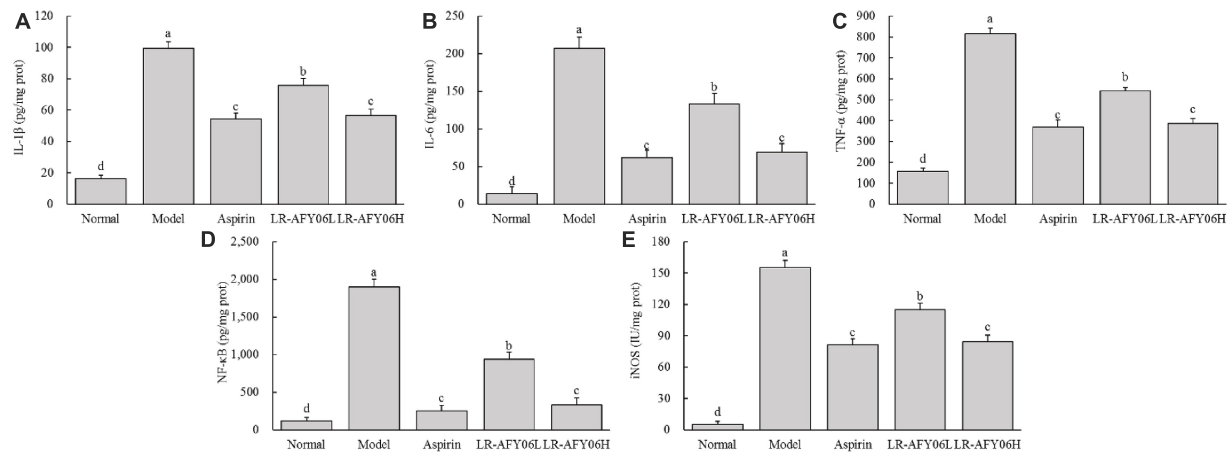 A
IL-1β (pg/mg prot)
120
100
80
60
40
20
0
d
a
c
b
c
Normal Model Aspirin LR-AFY06L LR-AFY06H
B
IL-6 (pg/mg prot)
250
200
150
100
50
0
d
a
c
b
c
Normal Model Aspirin LR-AFY06L LR-AFY06H
C
TNF-α (pg/mg prot)
900
800
700
600
500
400
300
200
100
0
d
a
c
b
c
Normal Model Aspirin LR-AFY06L LR-AFY06H
D
NF-κB (pg/mg prot)
2,500
2,000
1,500
1,000
500
0
d
a
c
b
c
Normal Model Aspirin LR-AFY06L LR-AFY06H
E
iNOS (IU/mg prot)
180
150
120
90
60
30
0
d
a
c
b
c
Normal Model Aspirin LR-AFY06L LR-AFY06H